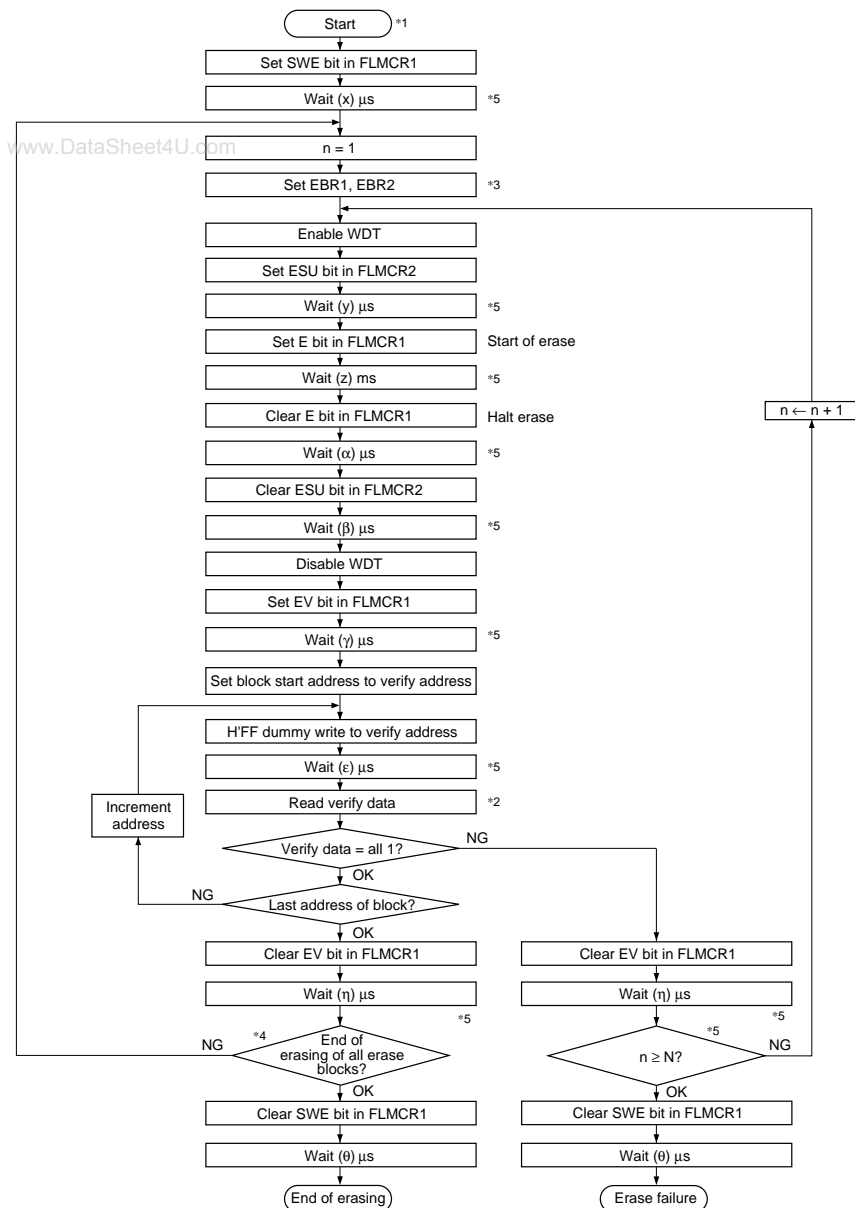 Start *1
Set SWE bit in FLMCR1
Wait (x) μs *5
www.DataSheet4U.com
n = 1
Set EBR1, EBR2 *3
Enable WDT
Set ESU bit in FLMCR2
Wait (y) μs *5
Set E bit in FLMCR1 Start of erase
Wait (z) ms *5
n ← n + 1
Clear E bit in FLMCR1 Halt erase
Wait (α) μs *5
Clear ESU bit in FLMCR2
Wait (β) μs *5
Disable WDT
Set EV bit in FLMCR1
Wait (γ) μs *5
Set block start address to verify address
H'FF dummy write to verify address
Wait (ε) μs *5
Increment
address
Read verify data *2
Verify data = all 1? NG
OK
NG Last address of block?
OK
Clear EV bit in FLMCR1 Clear EV bit in FLMCR1
Wait (η) μs Wait (η) μs
*5 *5
NG *4 End of
erasing of all erase
blocks?
*5 n ≥ N? NG
OK OK
Clear SWE bit in FLMCR1 Clear SWE bit in FLMCR1
Wait (θ) μs Wait (θ) μs
End of erasing Erase failure